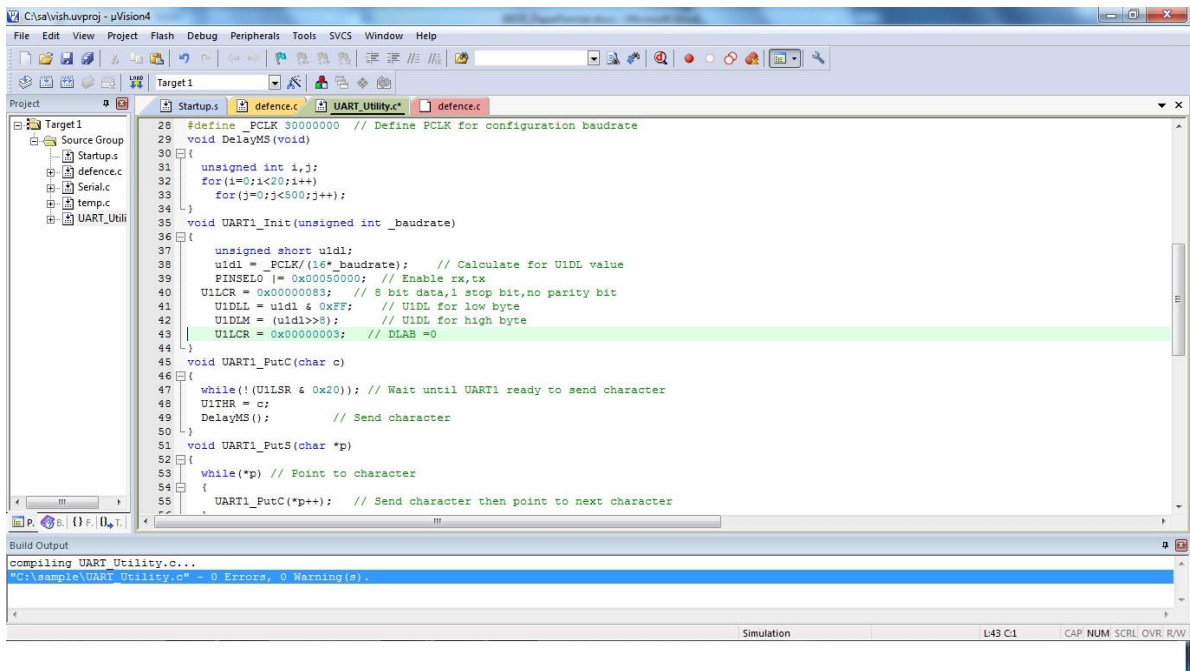 C:\sa\vish.uvproj - µVision4
File Edit View Project Flash Debug Peripherals Tools SVCS Window Help
LOAD Target 1
Project
Startup.s defence.c UART_Utility.c* defence.c
Target 1
Source Group
Startup.s
defence.c
Serial.c
temp.c
UART_Utili
28 #define _PCLK 30000000 // Define PCLK for configuration baudrate
29 void DelayMS(void)
30 {
31 unsigned int i,j;
32 for(i=0;i<20;i++)
33 for(j=0;j<500;j++);
34 }
35 void UART1_Init(unsigned int _baudrate)
36 {
37 unsigned short u1dl;
38 u1dl = _PCLK/(16*_baudrate); // Calculate for U1DL value
39 PINSEL0 |= 0x00050000; // Enable rx,tx
40 U1LCR = 0x00000083; // 8 bit data,1 stop bit,no parity bit
41 U1DLL = u1dl & 0xFF; // U1DL for low byte
42 U1DLM = (u1dl>>8); // U1DL for high byte
43 U1LCR = 0x00000003; // DLAB =0
44 }
45 void UART1_PutC(char c)
46 {
47 while(!(U1LSR & 0x20)); // Wait until UART1 ready to send character
48 U1THR = c;
49 DelayMS(); // Send character
50 }
51 void UART1_PutS(char *p)
52 {
53 while(*p) // Point to character
54 {
55 UART1_PutC(*p++); // Send character then point to next character
P. B. {} F. T.
Build Output
compiling UART_Utility.c...
"C:\sample\UART_Utility.c" - 0 Errors, 0 Warning(s).
Simulation L:43 C:1 CAP NUM SCRL OVR R/W